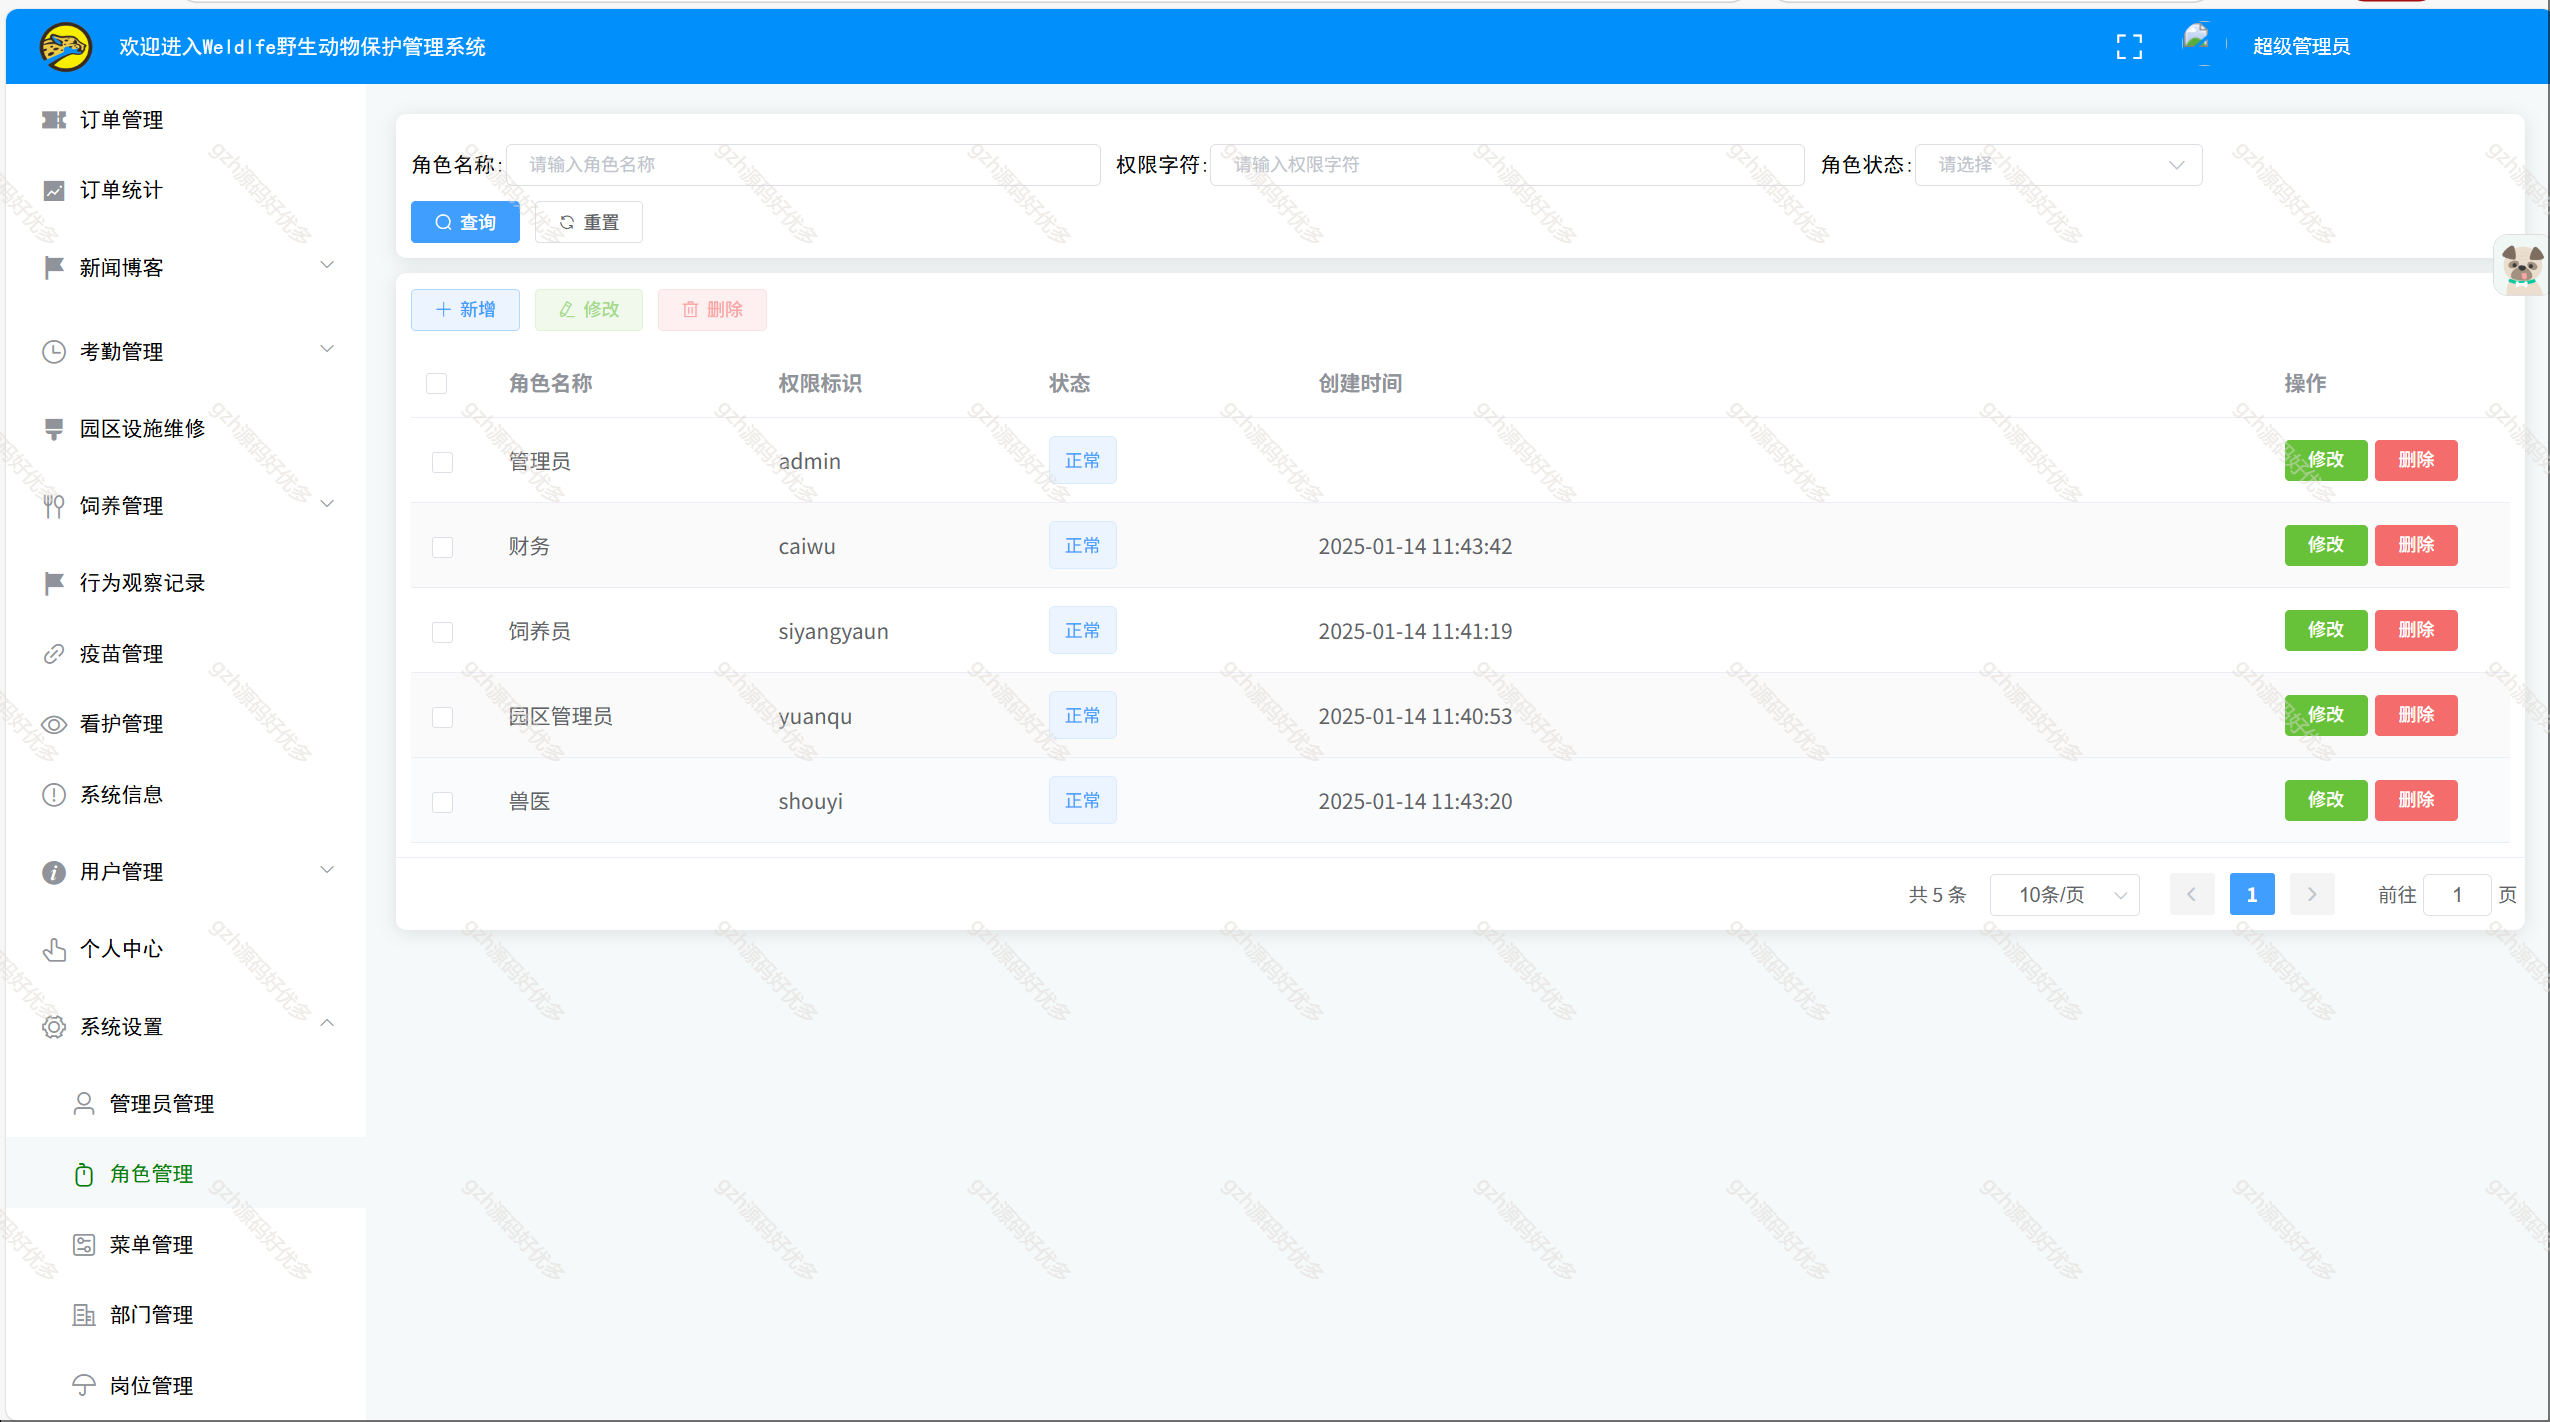 欢迎进入Weldlfe野生动物保护管理系统
超级管理员
订单管理
订单统计
新闻博客
考勤管理
园区设施维修
饲养管理
行为观察记录
疫苗管理
看护管理
系统信息
用户管理
个人中心
系统设置
管理员管理
角色管理
菜单管理
部门管理
岗位管理
角色名称: 请输入角色名称 权限字符: 请输入权限字符 角色状态: 请选择
查询 重置
新增 修改 删除
角色名称 权限标识 状态 创建时间 操作
管理员 admin 正常 修改 删除
财务 caiwu 正常 2025-01-14 11:43:42 修改 删除
饲养员 siyangyaun 正常 2025-01-14 11:41:19 修改 删除
园区管理员 yuanqu 正常 2025-01-14 11:40:53 修改 删除
兽医 shouyi 正常 2025-01-14 11:43:20 修改 删除
共 5 条 10条/页 1 前往 1 页
gzh源码好优多